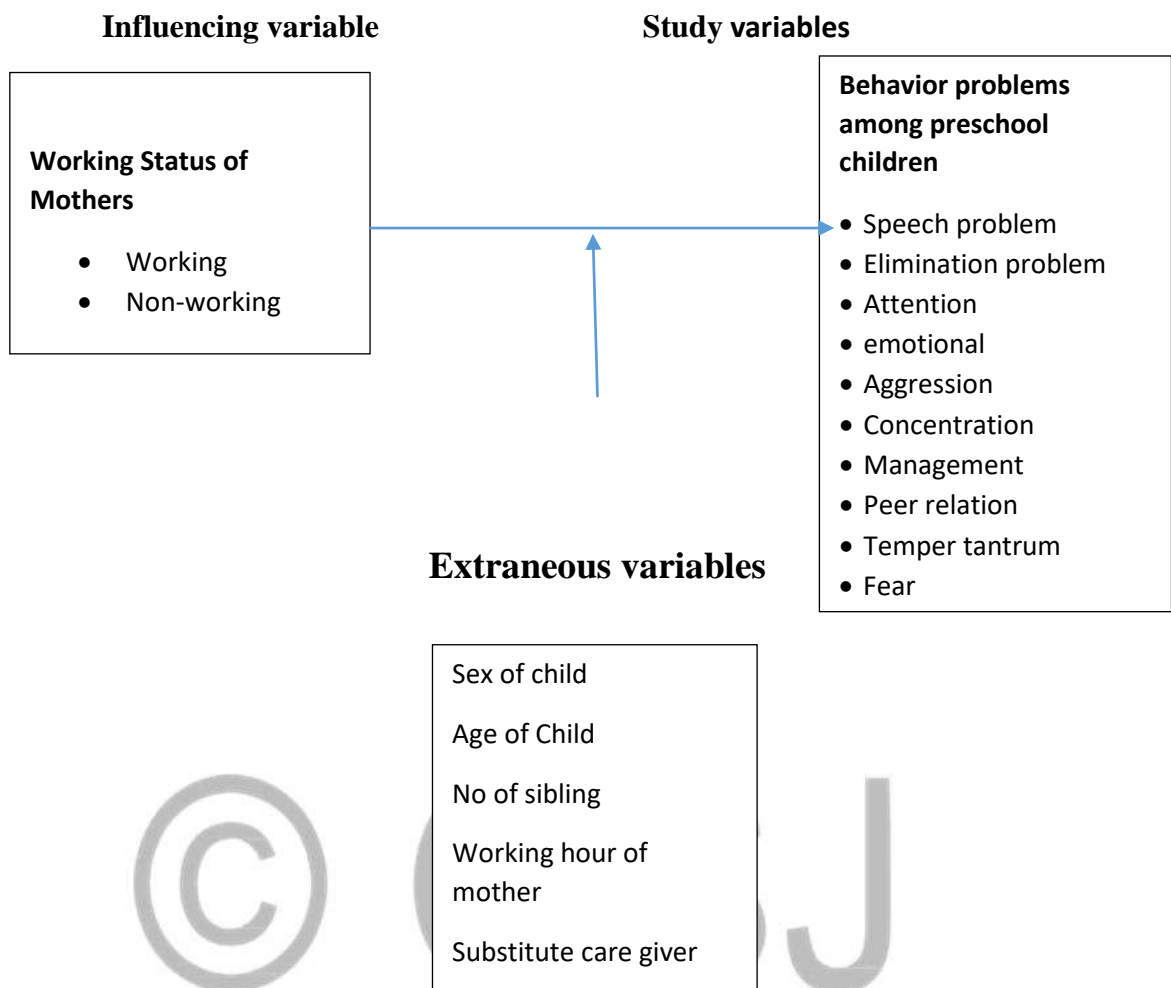 Influencing variable
Study variables
Working Status of
Mothers
• Working
• Non-working
Behavior problems
among preschool
children
• Speech problem
• Elimination problem
• Attention
• emotional
• Aggression
• Concentration
• Management
• Peer relation
• Temper tantrum
• Fear
Extraneous variables
Sex of child
Age of Child
No of sibling
Working hour of
mother
Substitute care giver